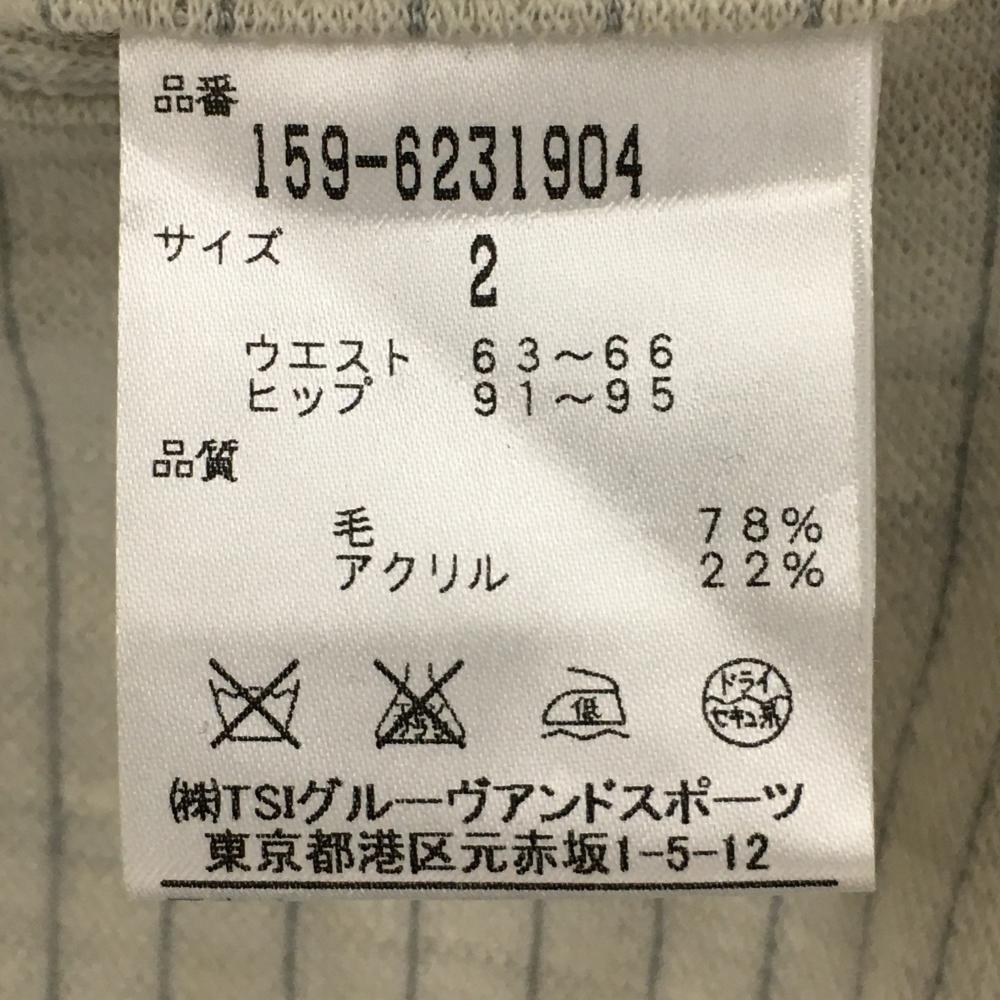 品番
159-6231904
サイズ 2
ウエスト 63～66
ヒップ 91～95
品質
毛 78%
アクリル 22%
低 ドライ
セキユ系
㈱TSIグルーヴアンドスポーツ
東京都港区元赤坂1-5-12